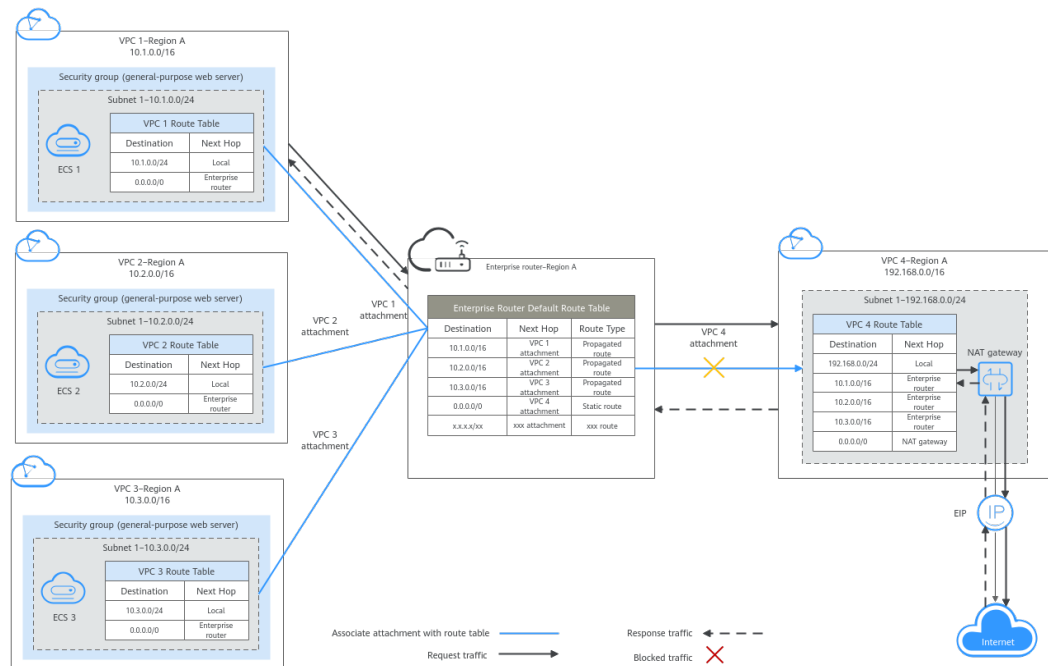 VPC 1–Region A
10.1.0.0/16
Security group (general-purpose web server)
Subnet 1–10.1.0.0/24
VPC 1 Route Table
Destination Next Hop
10.1.0.0/24 Local
0.0.0.0/0 Enterprise
router
ECS 1
VPC 2–Region A
10.2.0.0/16
Security group (general-purpose web server)
Subnet 1–10.2.0.0/24
VPC 2 Route Table
Destination Next Hop
10.2.0.0/24 Local
0.0.0.0/0 Enterprise
router
ECS 2
VPC 3–Region A
10.3.0.0/16
Security group (general-purpose web server)
Subnet 1–10.3.0.0/24
VPC 3 Route Table
Destination Next Hop
10.3.0.0/24 Local
0.0.0.0/0 Enterprise
router
ECS 3
VPC 1
attachment
VPC 2
attachment
VPC 3
attachment
Enterprise router–Region A
Enterprise Router Default Route Table
Destination Next Hop Route Type
10.1.0.0/16 VPC 1
attachment Propagated
route
10.2.0.0/16 VPC 2
attachment Propagated
route
10.3.0.0/16 VPC 3
attachment Propagated
route
0.0.0.0/0 VPC 4
attachment Static route
x.x.x.x/xx xxx attachment xxx route
VPC 4
attachment
VPC 4–Region A
192.168.0.0/16
Subnet 1–192.168.0.0/24
VPC 4 Route Table
Destination Next Hop
192.168.0.0/24 Local
10.1.0.0/16 Enterprise
router
10.2.0.0/16 Enterprise
router
10.3.0.0/16 Enterprise
router
0.0.0.0/0 NAT gateway
NAT gateway
EIP
IP
Internet
Associate attachment with route table
Request traffic
Response traffic
Blocked traffic